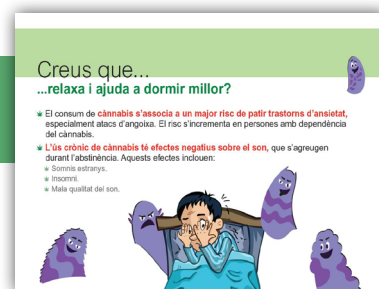 Creus que...
...relaxa i ajuda a dormir millor?
El consum de cànnabis s'associa a un major risc de patir trastorns d'ansietat,
especialment atacs d'angoixa. El risc s'incrementa en persones amb dependència
del cànnabis.
L'ús crònic de cànnabis té efectes negatius sobre el son, que s'agreugen
durant l'abstinència. Aquests efectes inclouen:
Somnis estranys.
Insomni.
Mala qualitat del son.